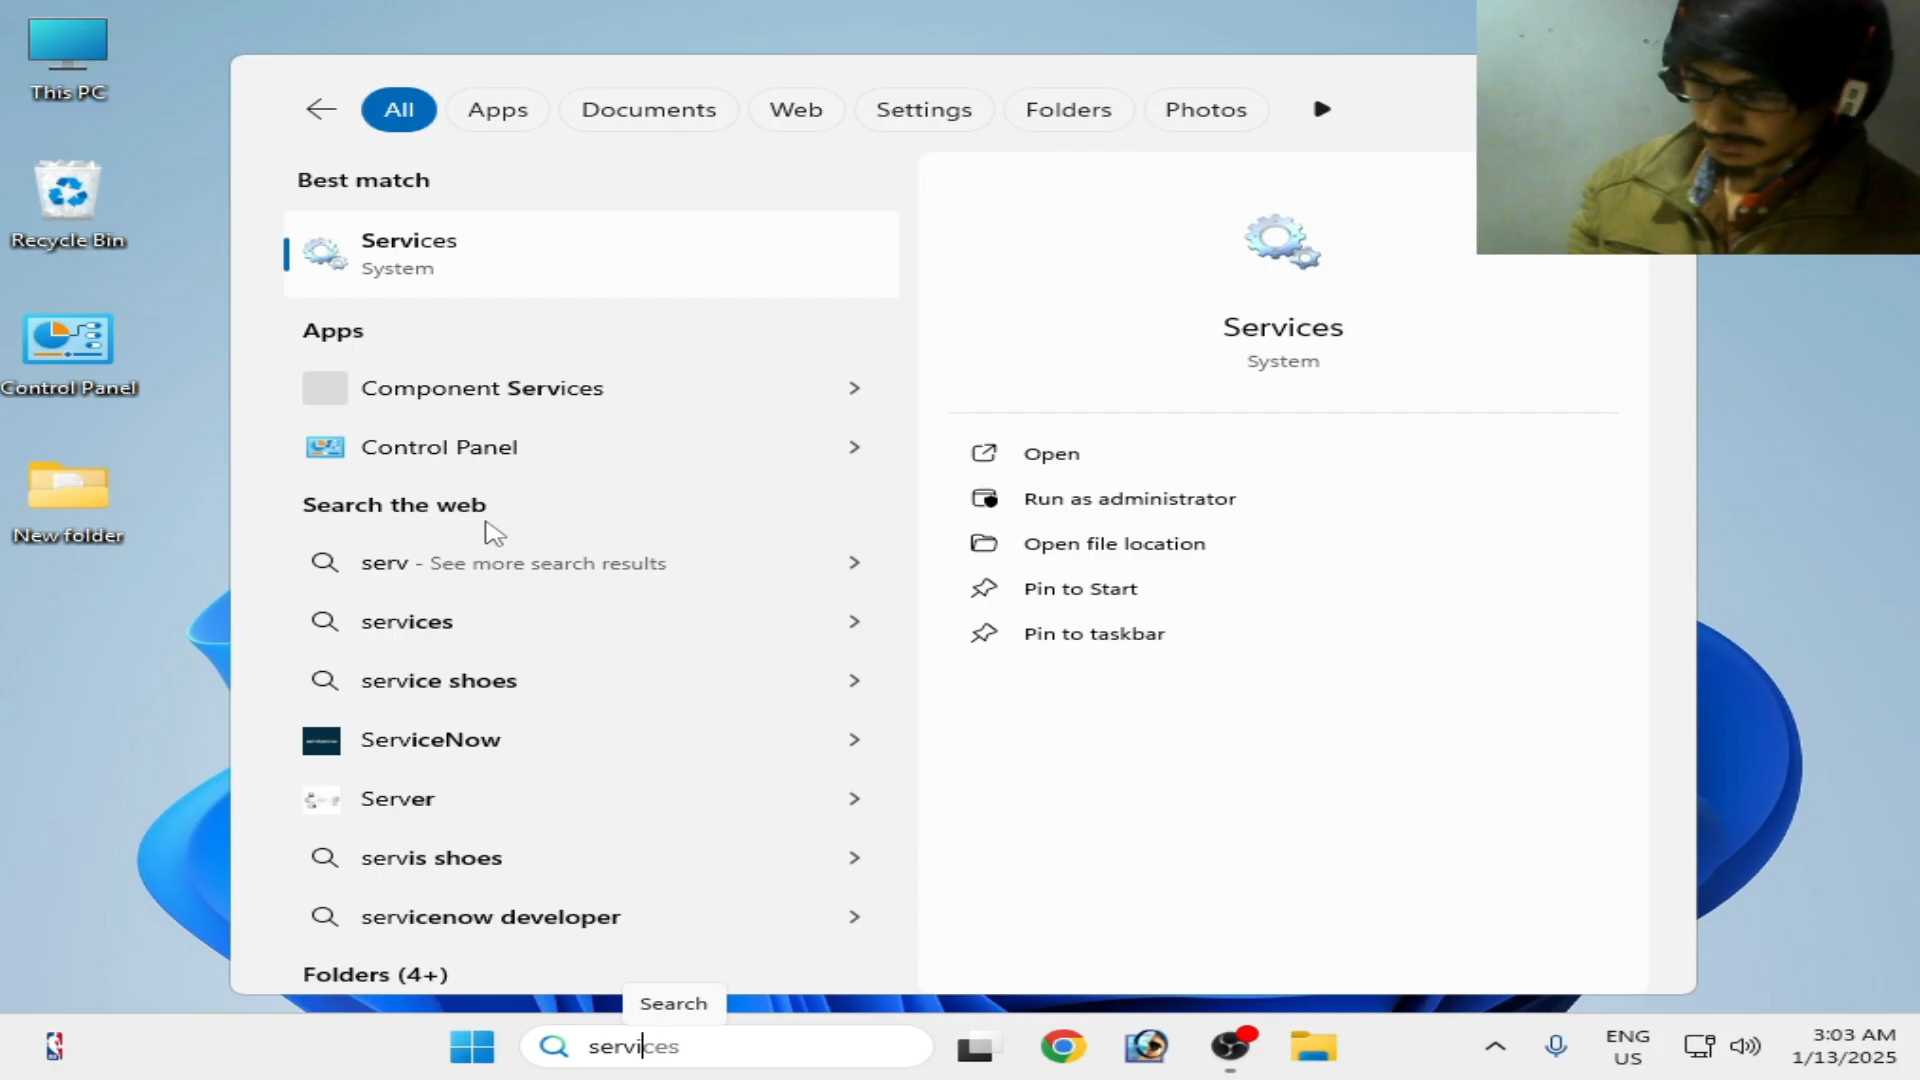 This PC
Recycle Bin
Control Panel
New folder
All
Apps
Documents
Web
Settings
Folders
Photos
Best match
Services
System
Apps
Component Services
Control Panel
Search the web
serv - See more search results
services
service shoes
ServiceNow
Server
servis shoes
servicenow developer
Folders (4+)
Services
System
Open
Run as administrator
Open file location
Pin to Start
Pin to taskbar
Search
services
ENG
US
3:03 AM
1/13/2025